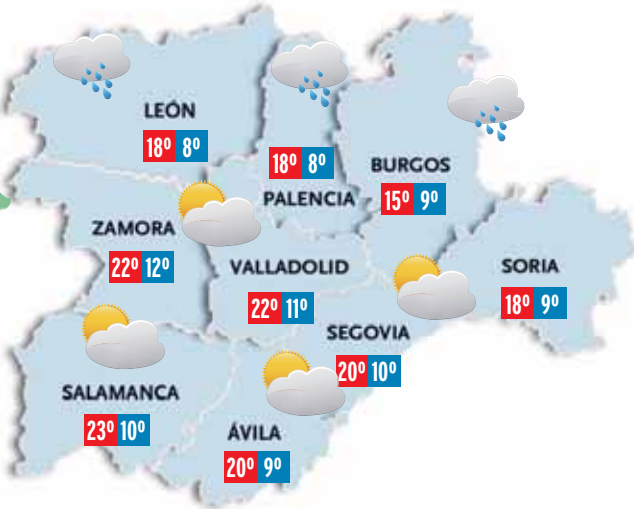 LEÓN
18º 8º
18º 8º
PALENCIA
BURGOS
15º 9º
ZAMORA
22º 12º
VALLADOLID
22º 11º
SORIA
18º 9º
SEGOVIA
20º 10º
SALAMANCA
23º 10º
ÁVILA
20º 9º